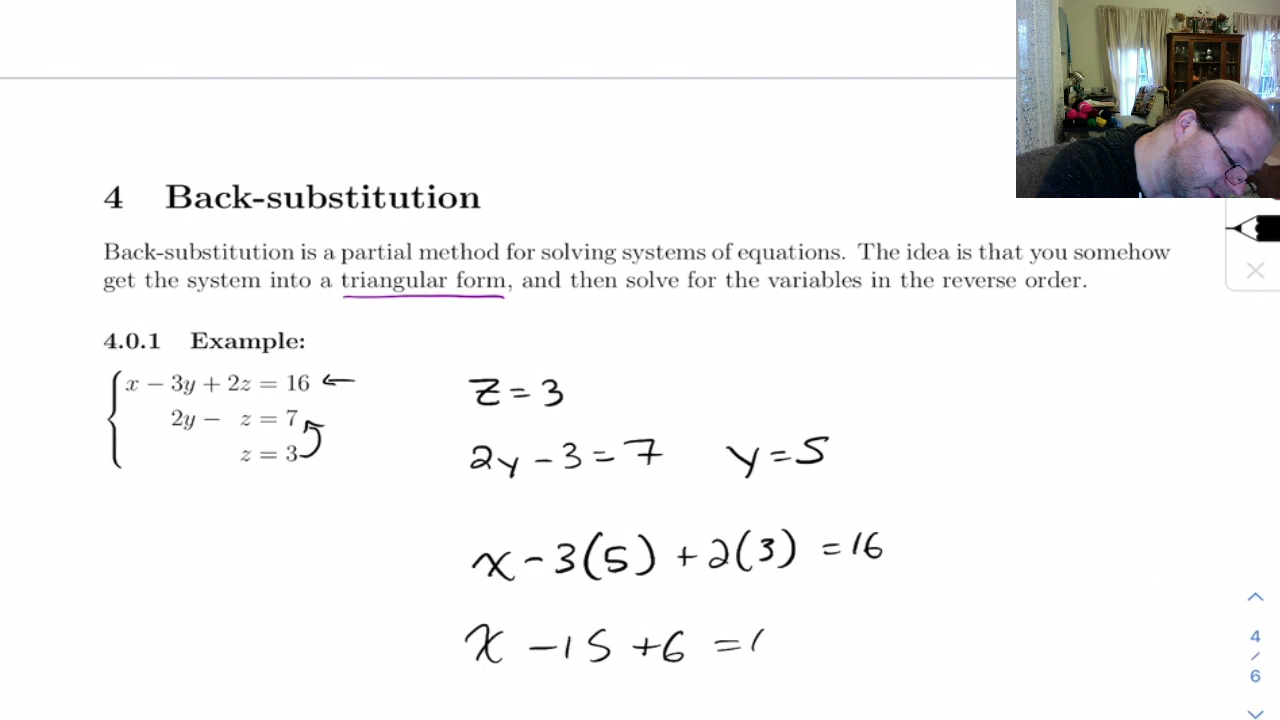 4 Back-substitution
Back-substitution is a partial method for solving systems of equations. The idea is that you somehow
get the system into a triangular form, and then solve for the variables in the reverse order.
4.0.1 Example:
x − 3y + 2z = 16
2y − z = 7
z = 3
z = 3
2y - 3 = 7 y = 5
x - 3(5) + 2(3) = 16
x - 15 + 6 = 1
4
/
6